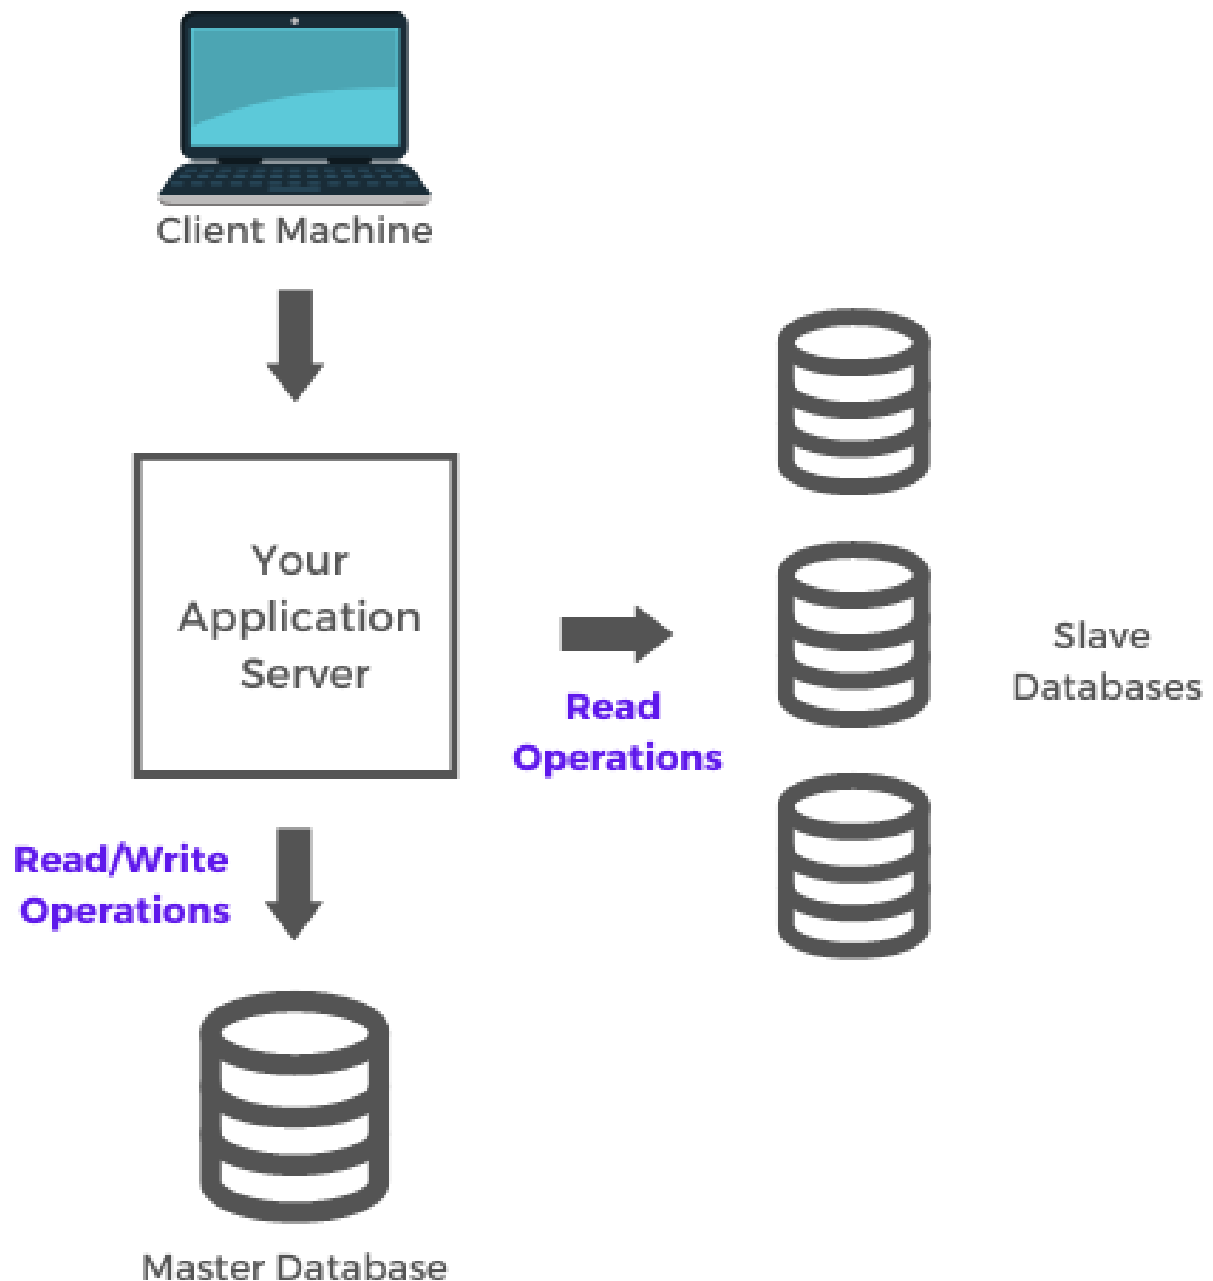 Client Machine
Your
Application
Server
Read
Operations
Slave
Databases
Read/Write
Operations
Master Database